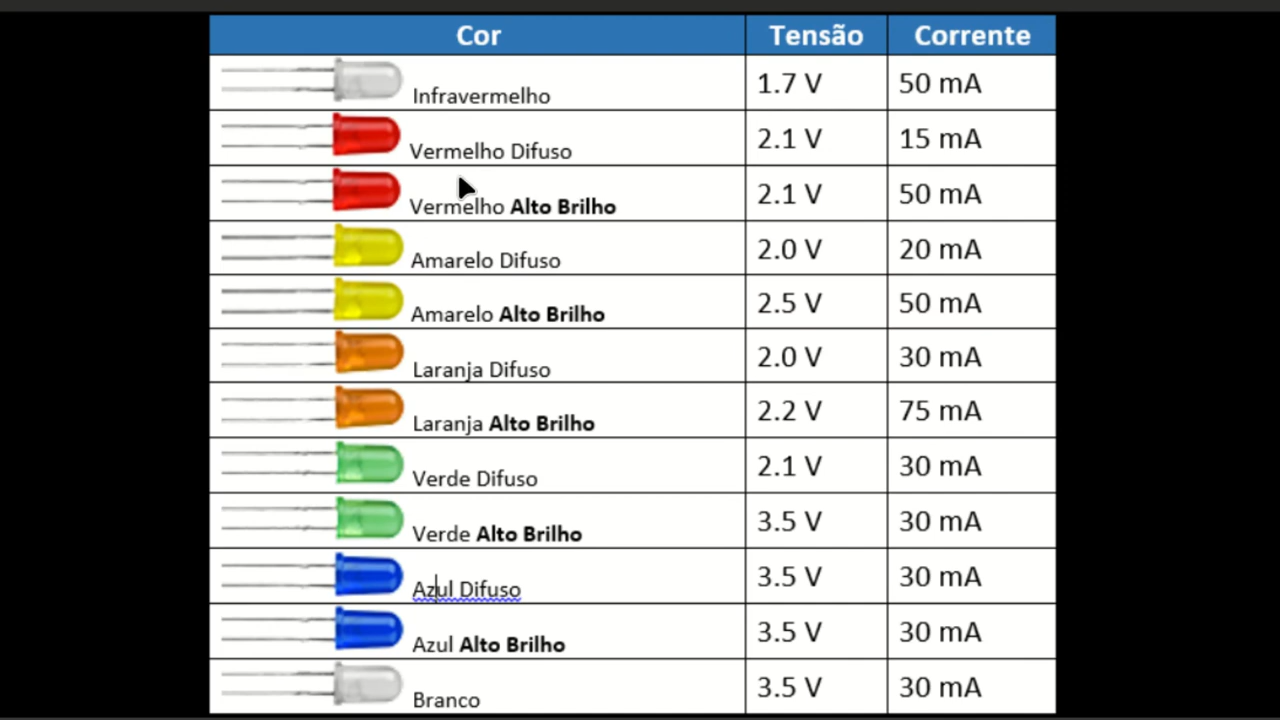 Cor Tensão Corrente
Infravermelho 1.7 V 50 mA
Vermelho Difuso 2.1 V 15 mA
Vermelho Alto Brilho 2.1 V 50 mA
Amarelo Difuso 2.0 V 20 mA
Amarelo Alto Brilho 2.5 V 50 mA
Laranja Difuso 2.0 V 30 mA
Laranja Alto Brilho 2.2 V 75 mA
Verde Difuso 2.1 V 30 mA
Verde Alto Brilho 3.5 V 30 mA
Azul Difuso 3.5 V 30 mA
Azul Alto Brilho 3.5 V 30 mA
Branco 3.5 V 30 mA